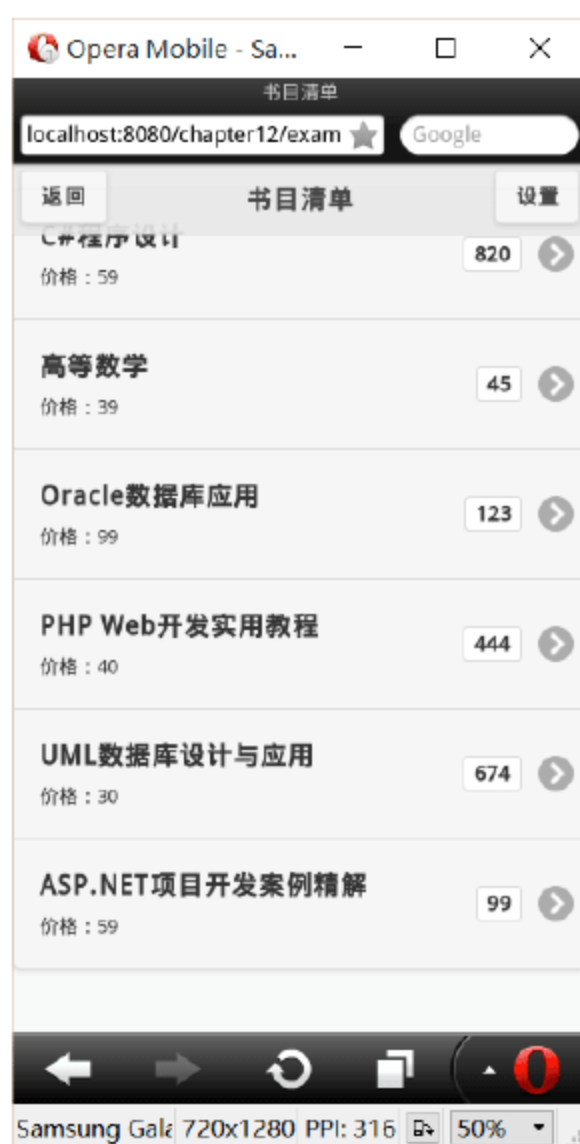 Opera Mobile - Sa...
书目清单
localhost:8080/chapter12/exam
Google
返回
书目清单
设置
C#程序设计
820
价格：59
高等数学
45
价格：39
Oracle数据库应用
123
价格：99
PHP Web开发实用教程
444
价格：40
UML数据库设计与应用
674
价格：30
ASP.NET项目开发案例精解
99
价格：59
Samsung Gala 720x1280 PPI: 316 50%